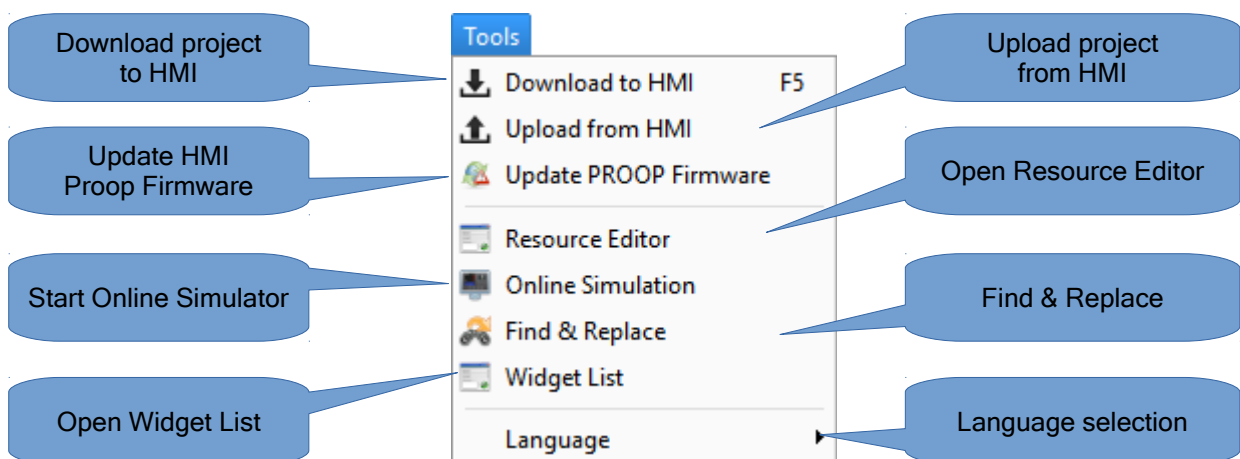 Download project
to HMI
Tools
Upload project
from HMI
Download to HMI F5
Upload from HMI
Update HMI
Proop Firmware
Update PROOP Firmware
Open Resource Editor
Resource Editor
Start Online Simulator
Online Simulation
Find & Replace
Find & Replace
Widget List
Open Widget List
Language
Language selection